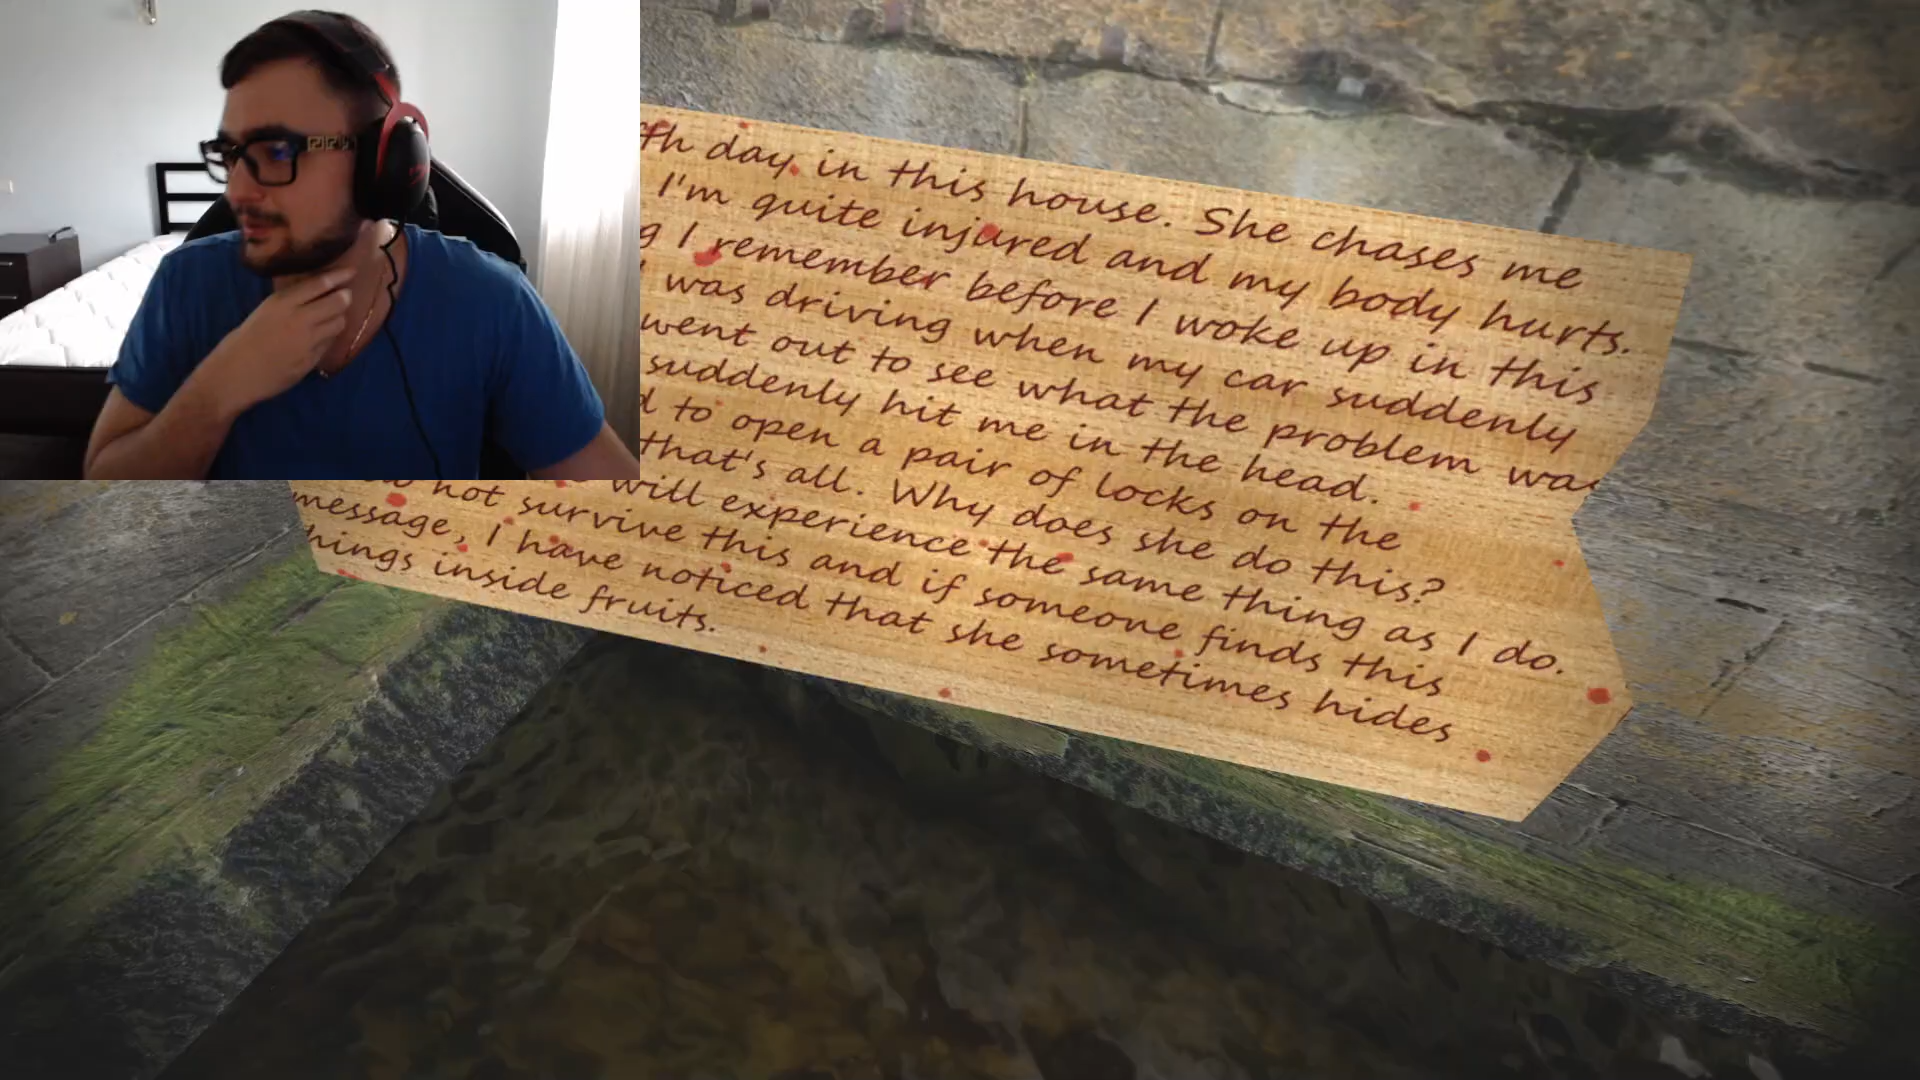 th day in this house. She chases me
I'm quite injured and my body hurts.
g I remember before I woke up in this
was driving when my car suddenly
went out to see what the problem was
suddenly hit me in the head.
d to open a pair of locks on the
that's all. Why does she do this?
will experience the same thing as I do.
not survive this and if someone finds this
message, I have noticed that she sometimes hides
things inside fruits.